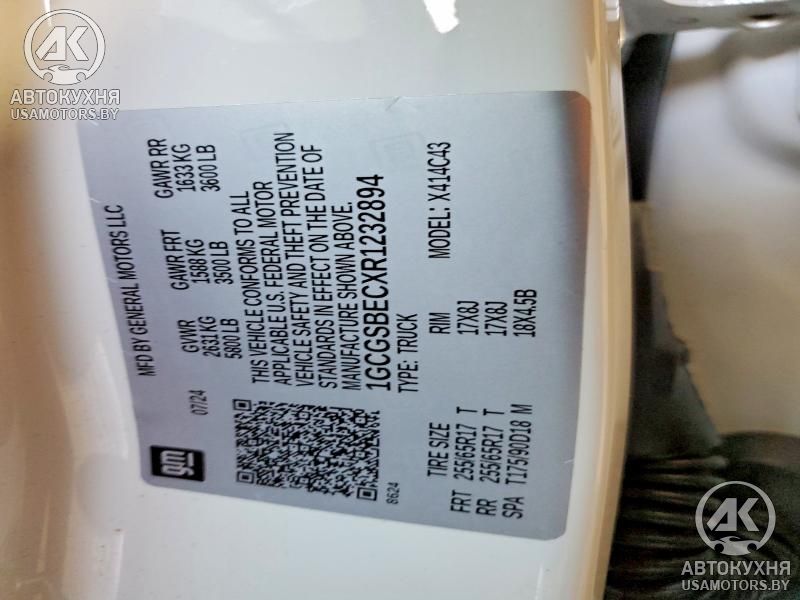 AK
АВТОКУХНЯ
USAMOTORS.BY
gm
MFD BY GENERAL MOTORS LLC
07/24
GVWR GAWR FRT GAWR RR
2631 KG 1588 KG 1633 KG
5800 LB 3500 LB 3600 LB
THIS VEHICLE CONFORMS TO ALL
APPLICABLE U.S. FEDERAL MOTOR
VEHICLE SAFETY AND THEFT PREVENTION
STANDARDS IN EFFECT ON THE DATE OF
MANUFACTURE SHOWN ABOVE.
1GCGSBECXR1232894
8624
TYPE: TRUCK MODEL: X414C43
TIRE SIZE RIM
FRT 255/65R17 T 17X8J
RR 255/65R17 T 17X8J
SPA T175/90D18 M 18X4.5B
AK
АВТОКУХНЯ
USAMOTORS.BY